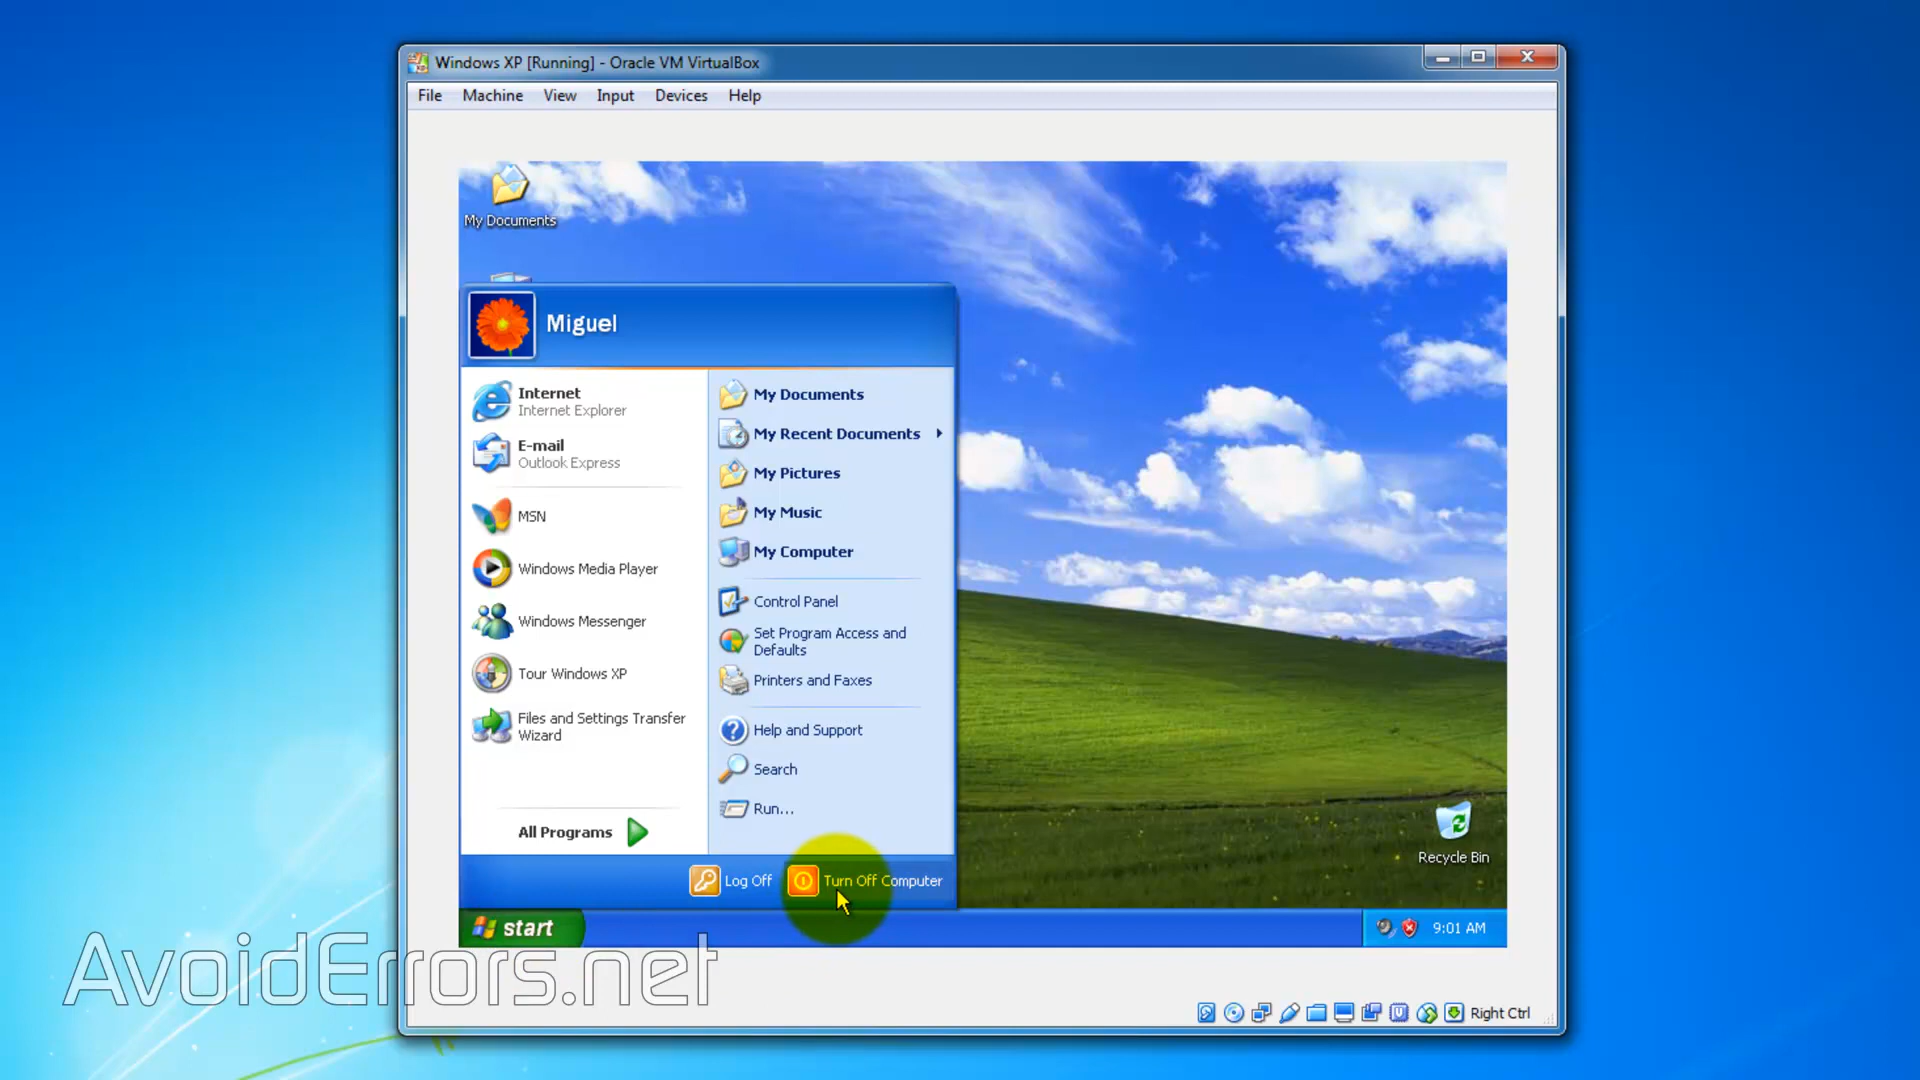 Windows XP [Running] - Oracle VM VirtualBox
File Machine View Input Devices Help
My Documents
Miguel
Internet
Internet Explorer
E-mail
Outlook Express
MSN
Windows Media Player
Windows Messenger
Tour Windows XP
Files and Settings Transfer
Wizard
All Programs
My Documents
My Recent Documents
My Pictures
My Music
My Computer
Control Panel
Set Program Access and
Defaults
Printers and Faxes
Help and Support
Search
Run...
Log Off
Turn Off Computer
Recycle Bin
start
9:01 AM
AvoidErrors.net
Right Ctrl